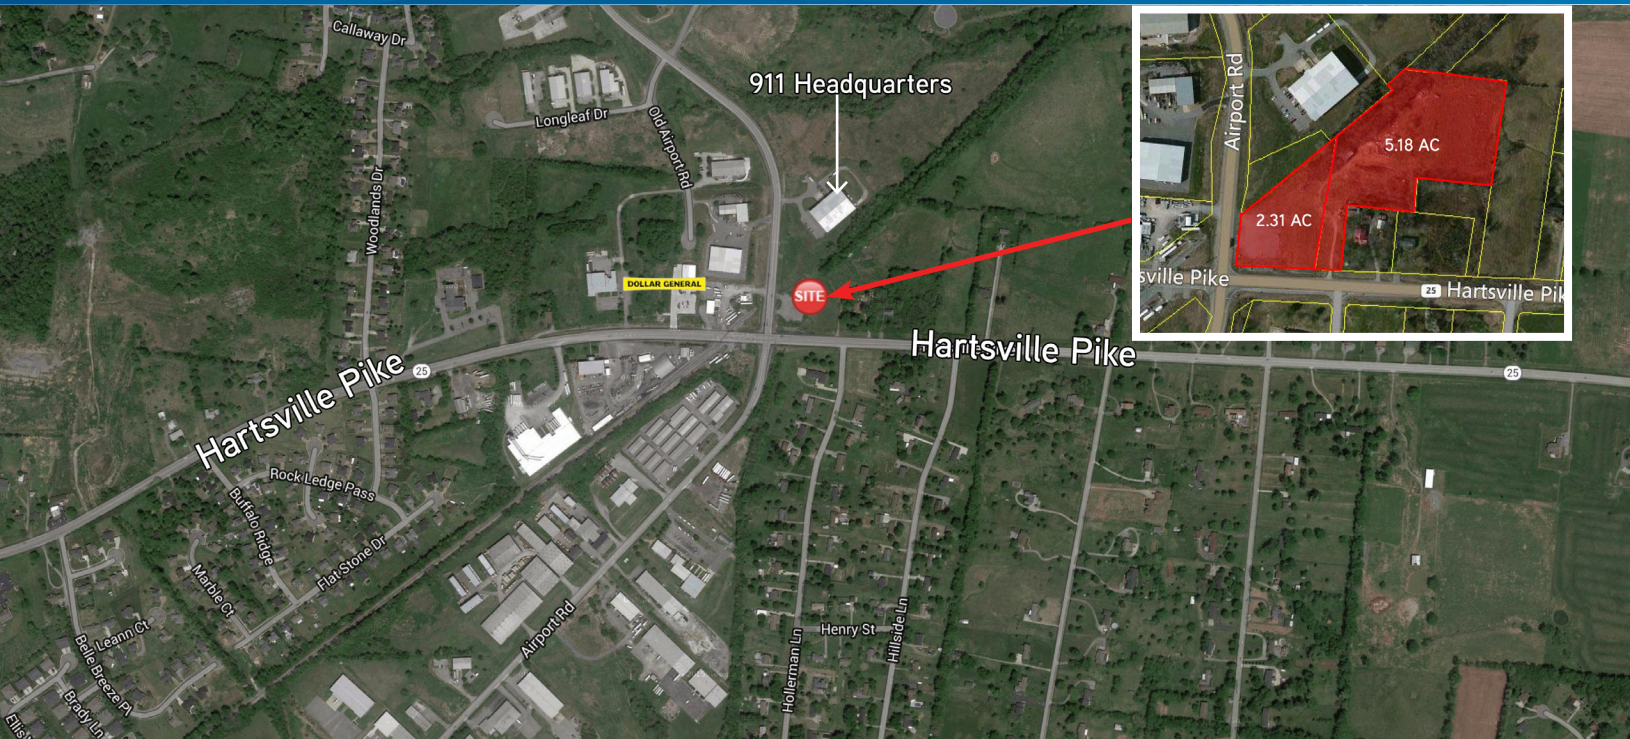 Callaway Dr
911 Headquarters
Longleaf Dr
Old Airport Rd
Woodlands Dr
DOLLAR GENERAL
SITE
Airport Rd
5.18 AC
2.31 AC
sville Pike
25
Hartsville Pik
Hartsville Pike
25
Hartsville Pike
25
Rock Ledge Pass
Buffalo Ridge
Flat Stone Dr
Marble Ct
Leann Ct
Belle Breeze Pl
Brady Ln
Ellis
Airport Rd
Henry St
Hollerman Ln
Hillside Ln